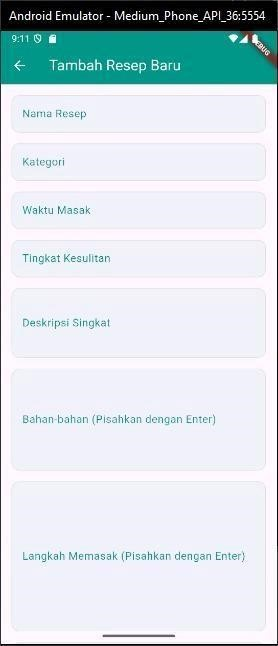 Android Emulator - Medium_Phone_API_36:5554
9:11
DEBUG
Tambah Resep Baru
Nama Resep
Kategori
Waktu Masak
Tingkat Kesulitan
Deskripsi Singkat
Bahan-bahan (Pisahkan dengan Enter)
Langkah Memasak (Pisahkan dengan Enter)